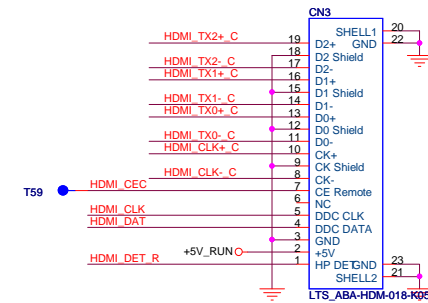 CN3
HDMI_TX2+_C 19 D2+ SHELL1 20
18 D2 Shield GND 22
HDMI_TX2-_C 17 D2-
HDMI_TX1+_C 16 D1+
15 D1 Shield
HDMI_TX1-_C 14 D1-
HDMI_TX0+_C 13 D0+
12 D0 Shield
HDMI_TX0-_C 11 D0-
HDMI_CLK+_C 10 CK+
9 CK Shield
HDMI_CLK-_C 8 CK-
T59 HDMI_CEC 7 CE Remote
6 NC
HDMI_CLK 5 DDC CLK
HDMI_DAT 4 DDC DATA
3 GND
+5V_RUN 2 +5V
HDMI_DET_R 1 HP DET GND 23
SHELL2 21
LTS_ABA-HDM-018-K05